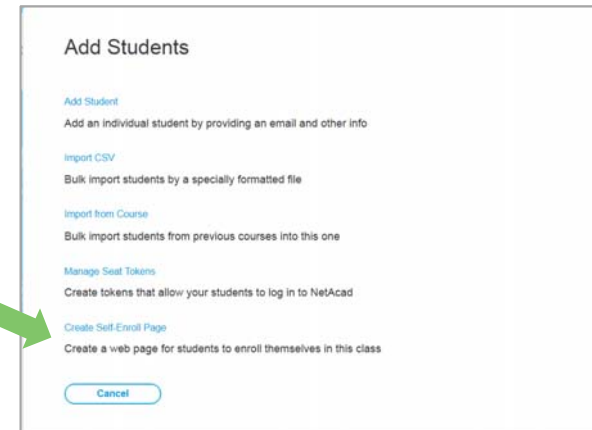 Add Students
Add Student
Add an individual student by providing an email and other info
Import CSV
Bulk import students by a specially formatted file
Import from Course
Bulk import students from previous courses into this one
Manage Seat Tokens
Create tokens that allow your students to log in to NetAcad
Create Self-Enroll Page
Create a web page for students to enroll themselves in this class
Cancel